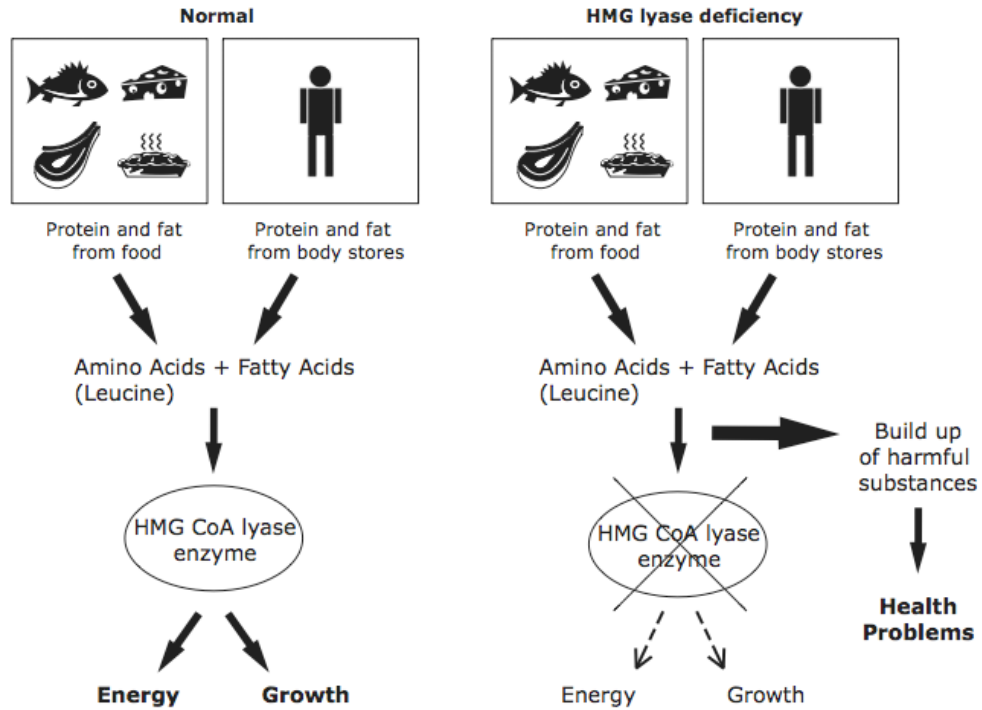 Normal
Protein and fat
from food
Protein and fat
from body stores
Amino Acids + Fatty Acids
(Leucine)
HMG CoA lyase
enzyme
Energy
Growth
HMG lyase deficiency
Protein and fat
from food
Protein and fat
from body stores
Amino Acids + Fatty Acids
(Leucine)
Build up
of harmful
substances
HMG CoA lyase
enzyme
Health
Problems
Energy
Growth